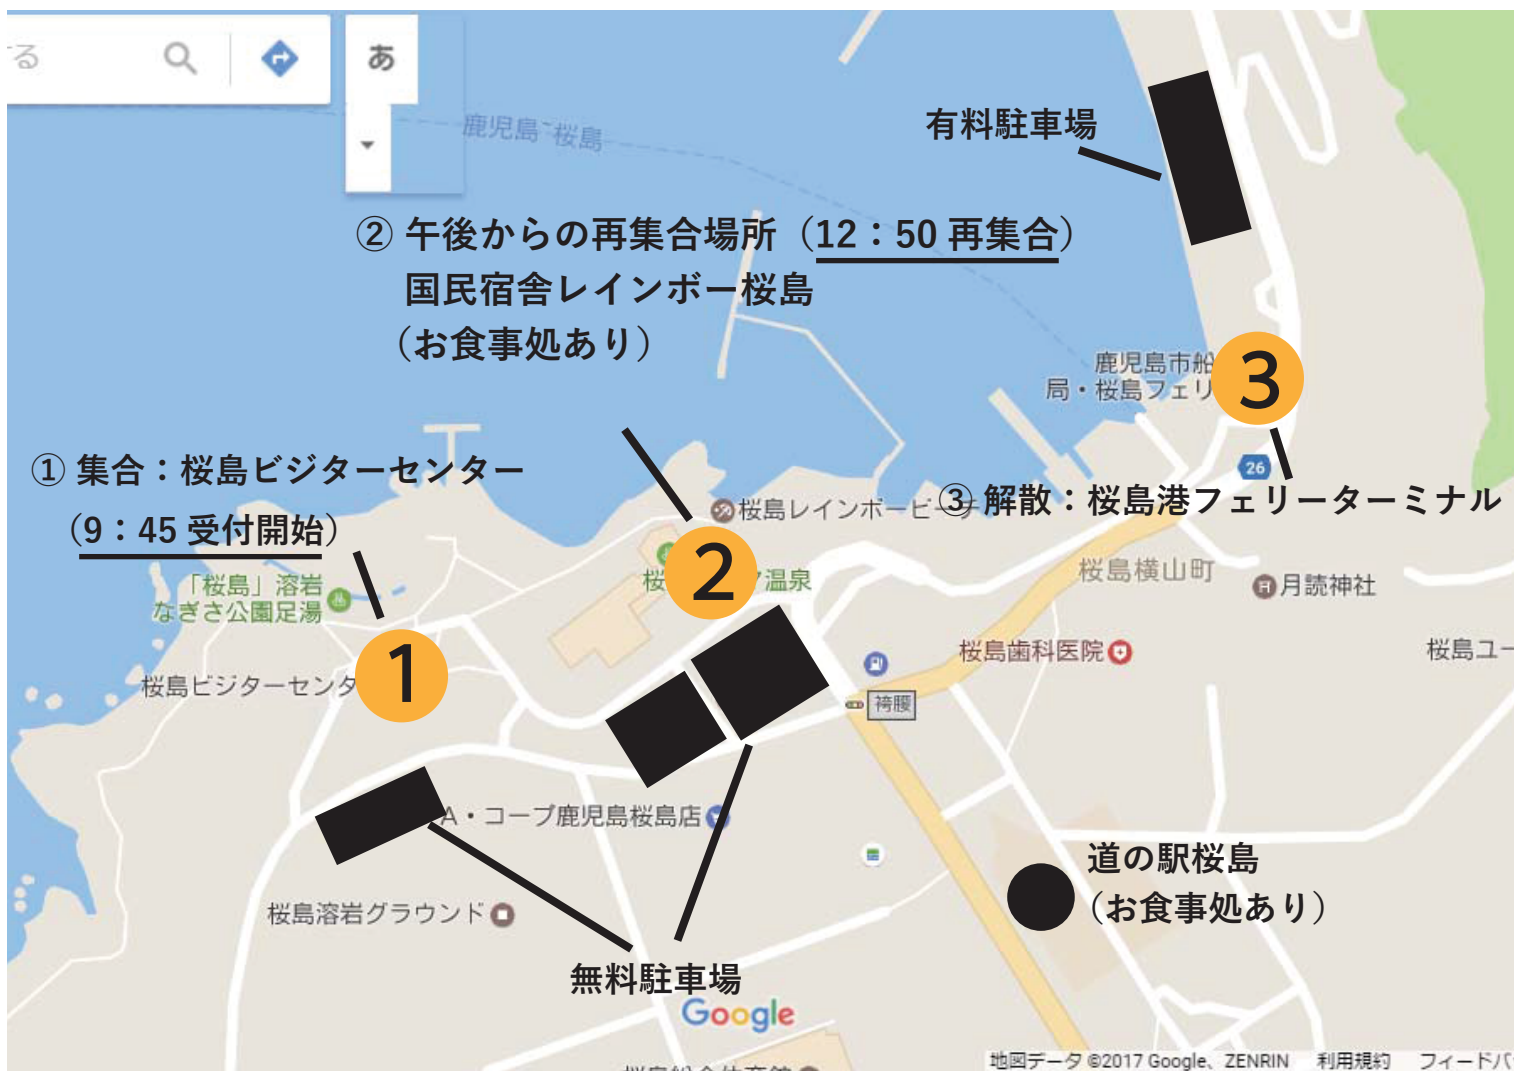 る
あ
鹿児島-桜島
有料駐車場
② 午後からの再集合場所（12：50 再集合）
国民宿舎レインボー桜島
（お食事処あり）
鹿児島市船
局・桜島フェリ
3
26
① 集合：桜島ビジターセンター
（9：45 受付開始）
桜島レインボービーチ
③ 解散：桜島港フェリーターミナル
「桜島」溶岩
なぎさ公園足湯
2
桜
温泉
桜島横山町
月読神社
桜島歯科医院
桜島ユー
桜島ビジターセンタ
1
袴腰
A・コープ鹿児島桜島店
道の駅桜島
（お食事処あり）
桜島溶岩グラウンド
無料駐車場
Google
地図データ ©2017 Google、ZENRIN 利用規約 フィードバ